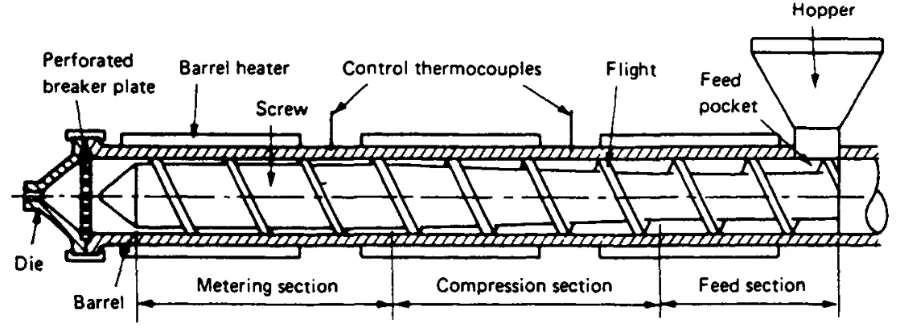 Hopper
Perforated
breaker plate
Barrel heater
Control thermocouples
Flight
Feed
pocket
Screw
Die
Barrel
Metering section
Compression section
Feed section